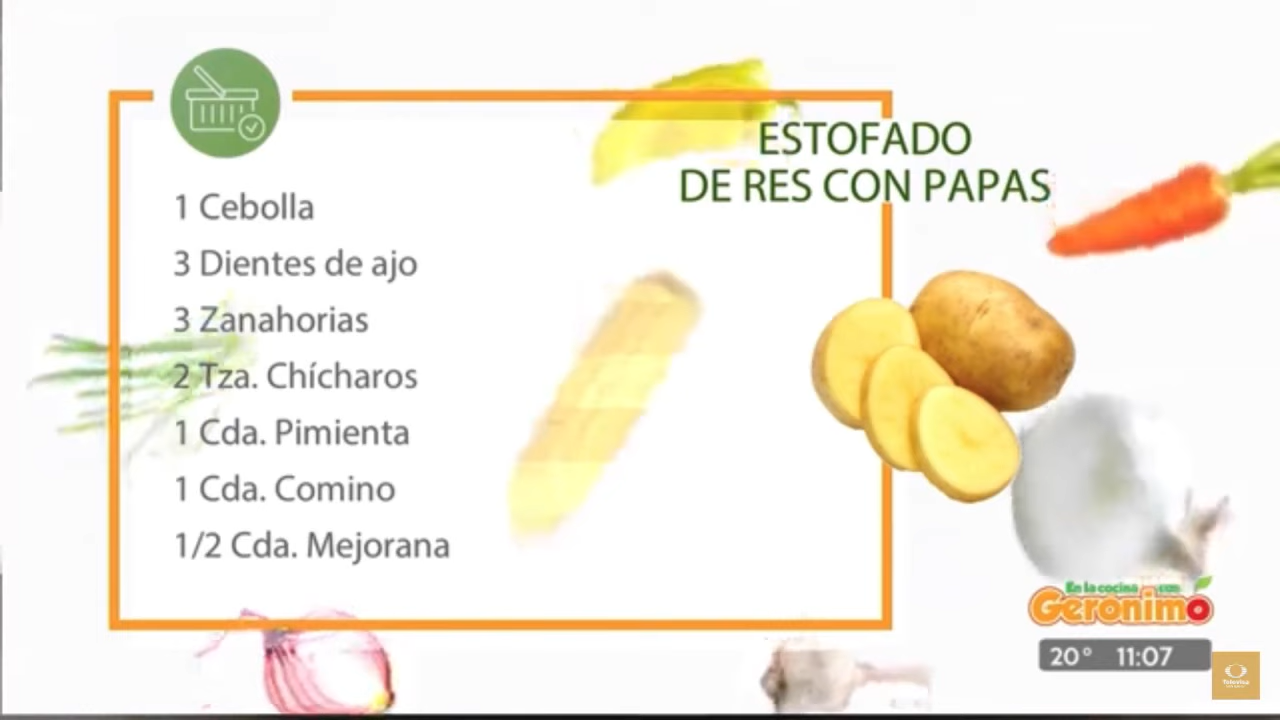 ESTOFADO
DE RES CON PAPAS
1 Cebolla
3 Dientes de ajo
3 Zanahorias
2 Tza. Chícharos
1 Cda. Pimienta
1 Cda. Comino
1/2 Cda. Mejorana
En la cocina con
Geronimo
20° 11:07
Televisa